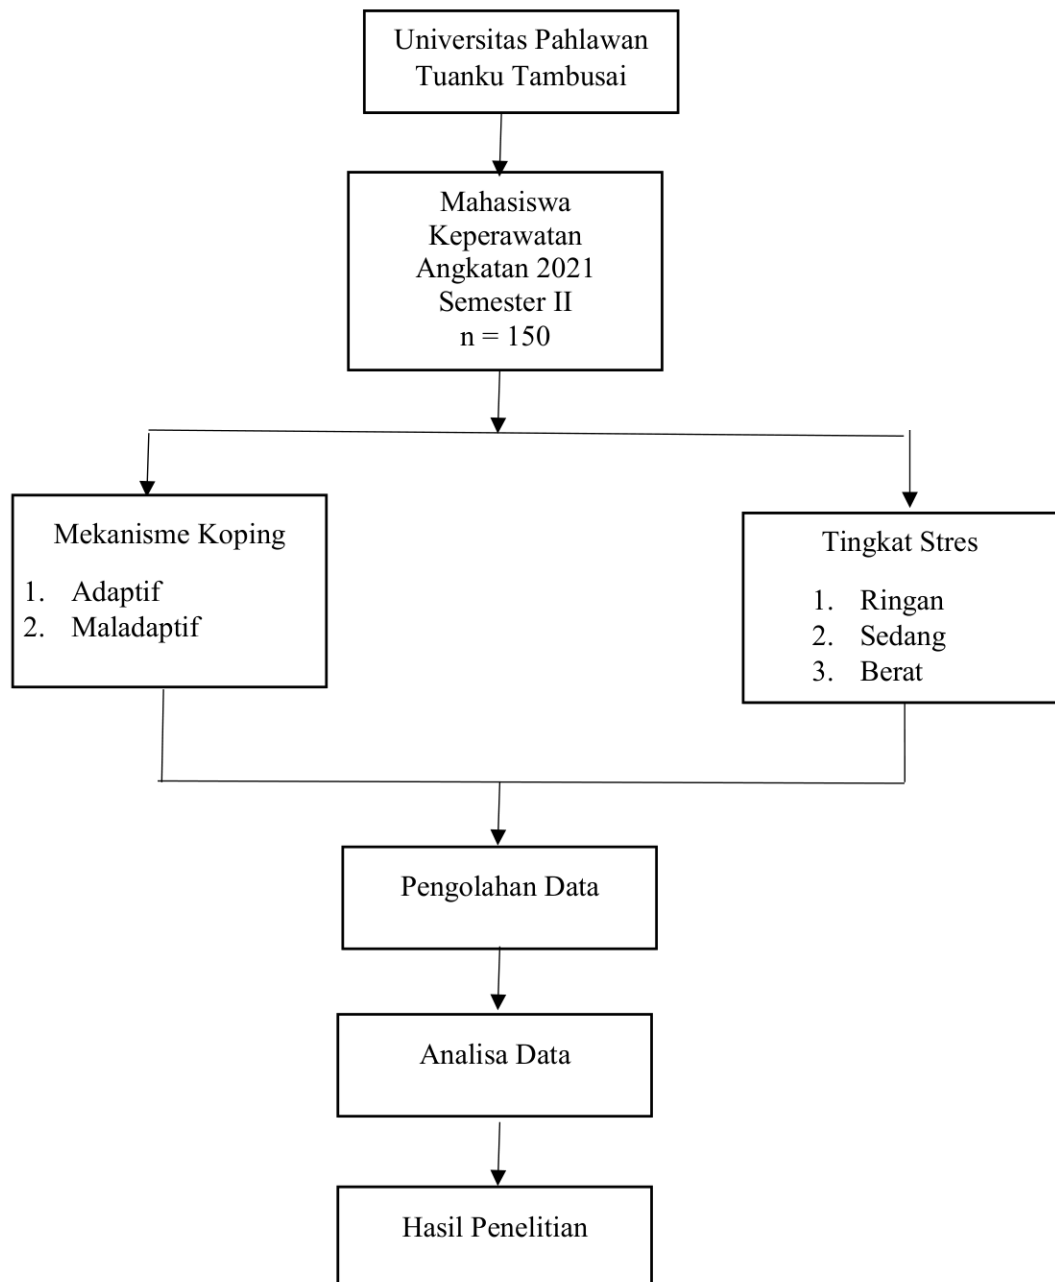 Universitas Pahlawan
Tuanku Tambusai
Mahasiswa
Keperawatan
Angkatan 2021
Semester II
n = 150
Mekanisme Koping
1. Adaptif
2. Maladaptif
Tingkat Stres
1. Ringan
2. Sedang
3. Berat
Pengolahan Data
Analisa Data
Hasil Penelitian